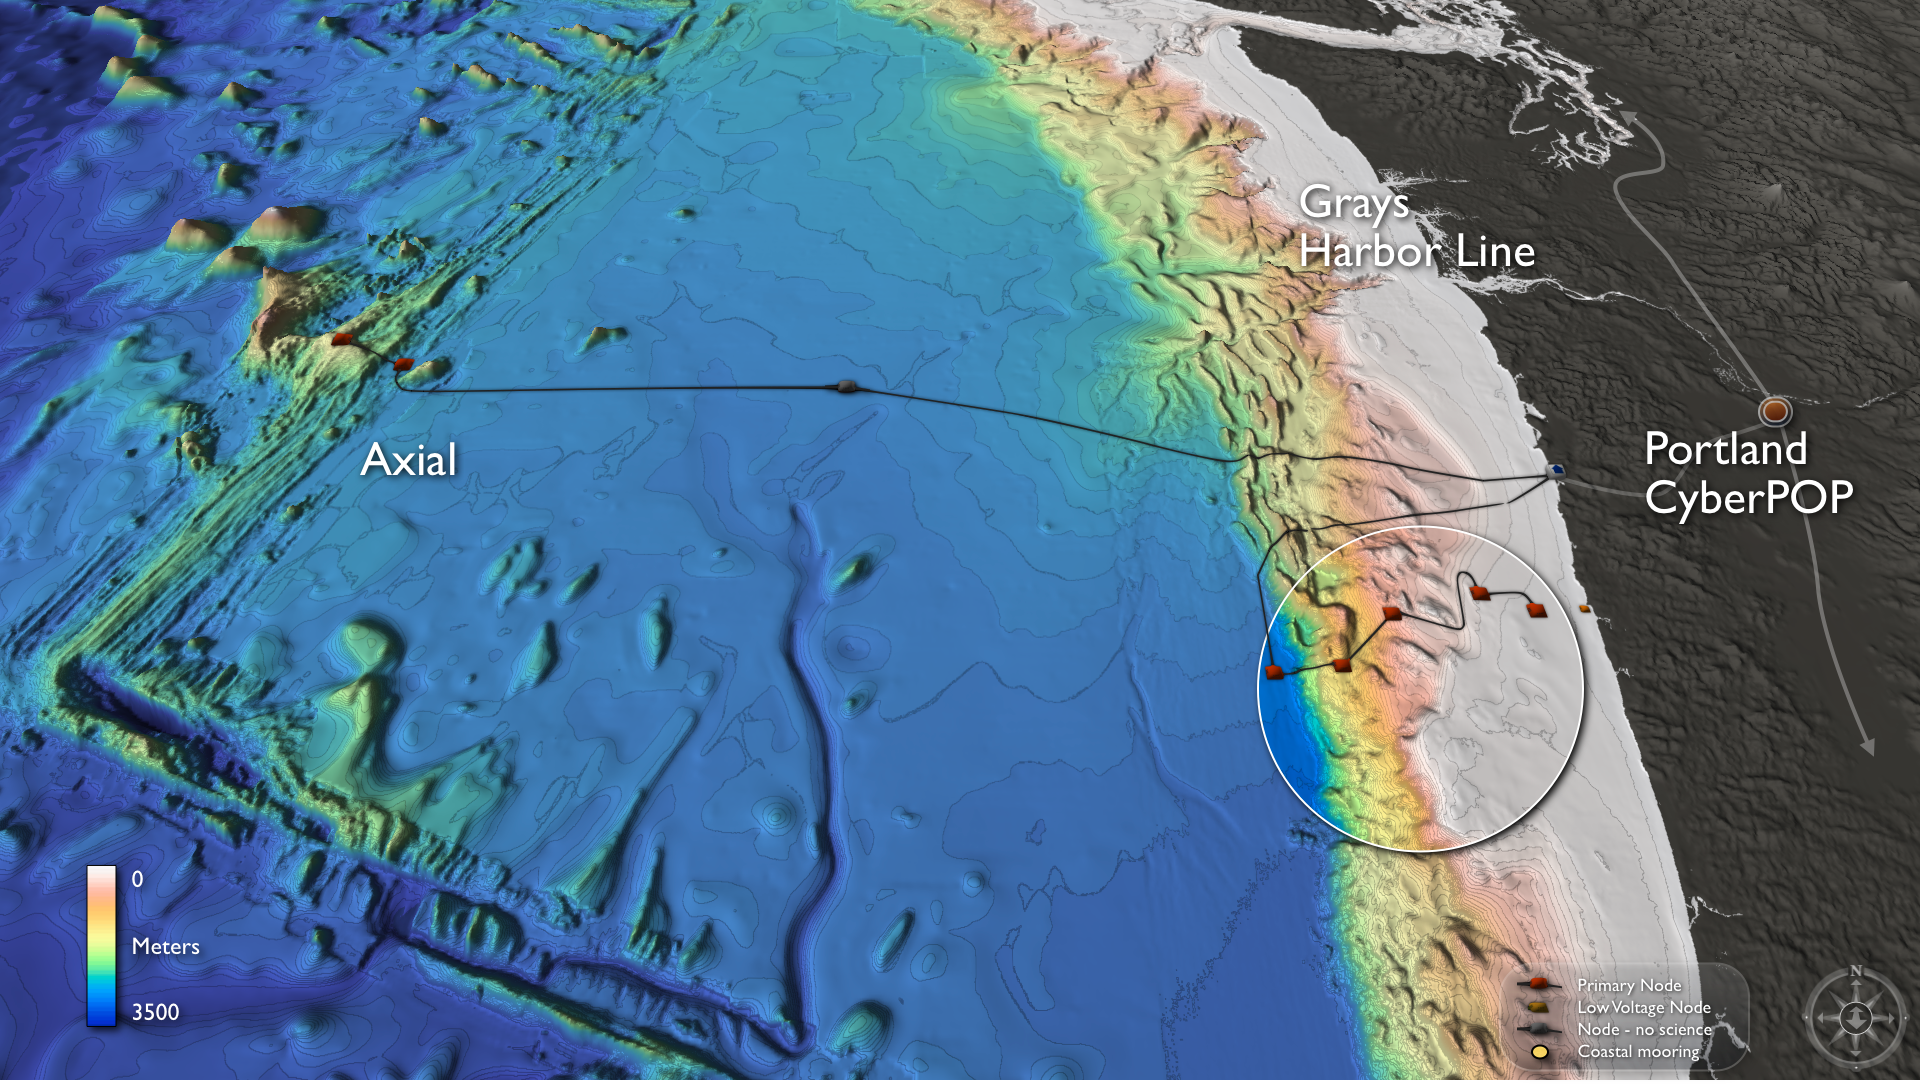 Grays
Harbor Line
Axial
Portland
CyberPOP
0
Meters
3500
Primary Node
Low Voltage Node
Node - no science
Coastal mooring
N